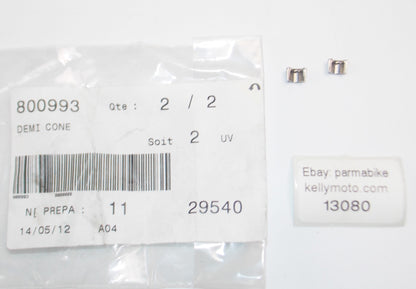 800993 Qte : 2 / 2
DEMI CONE
Soit 2 UV
N[ PREPA : 11 29540
14/05/12 A04
Ebay: parmabike
kellymoto.com
13080